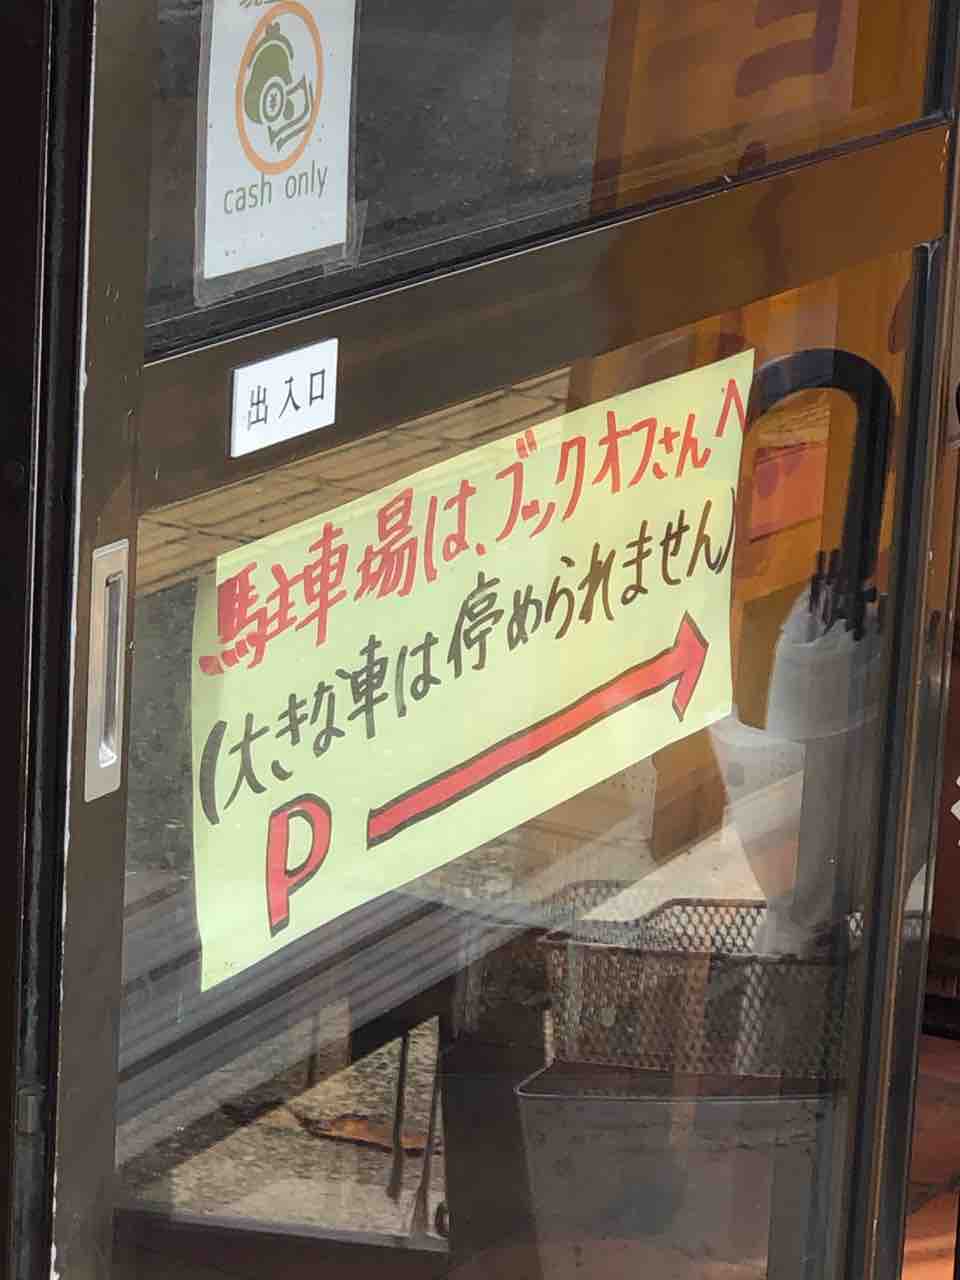 cash only
出入口
駐車場は、ブックオフさんへ
(大きな車は停められません)
P